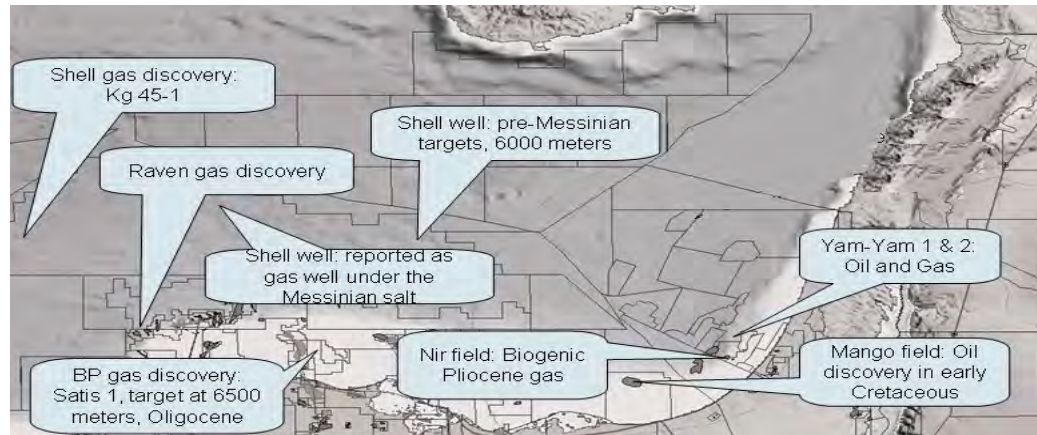 Shell gas discovery:
Kg 45-1
Shell well: pre-Messinian
targets, 6000 meters
Raven gas discovery
Shell well: reported as
gas well under the
Messinian salt
Yam-Yam 1 & 2:
Oil and Gas
Nir field: Biogenic
Pliocene gas
Mango field: Oil
discovery in early
Cretaceous
BP gas discovery:
Satis 1, target at 6500
meters, Oligocene